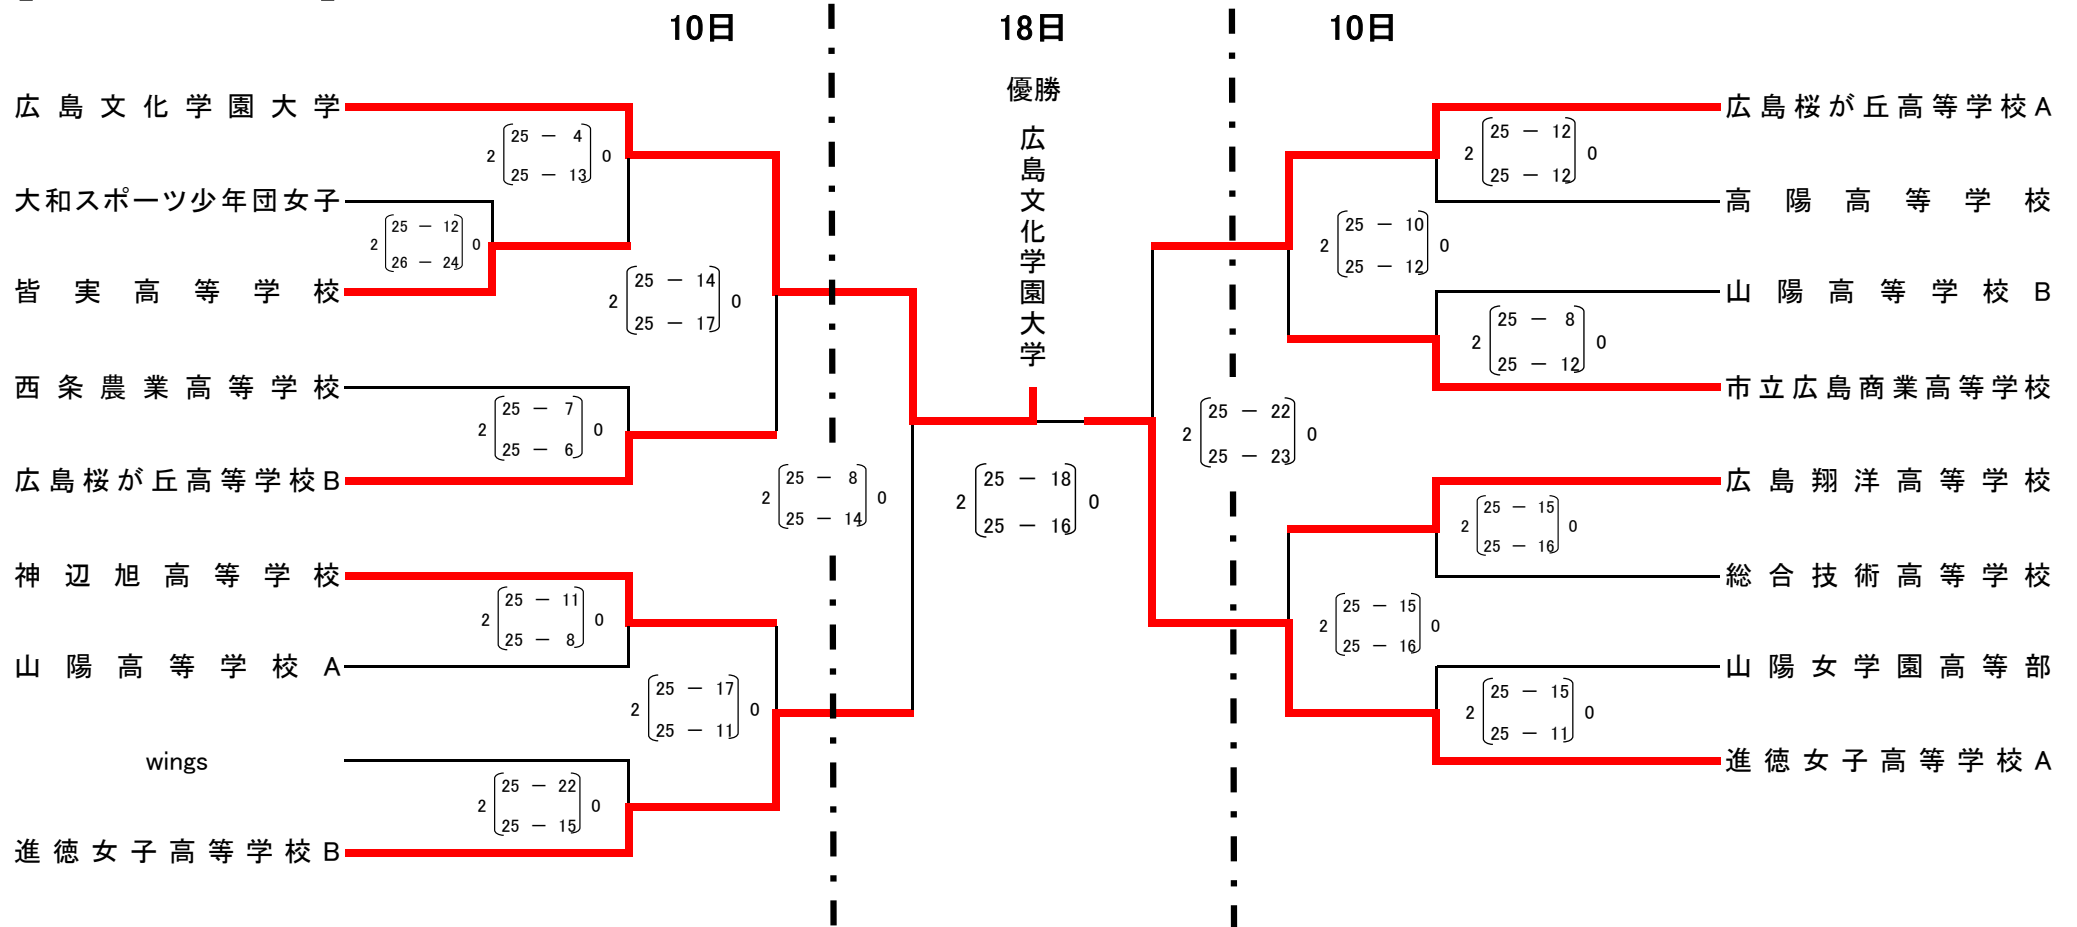 10日
18日
10日
優勝
広島文化学園大学
広島文化学園大学
2 25 － 4 0
25 － 13
大和スポーツ少年団女子
2 25 － 12 0
26 － 24
皆実高等学校
2 25 － 14 0
25 － 17
西条農業高等学校
2 25 － 7 0
25 － 6
広島桜が丘高等学校B
2 25 － 8 0
25 － 14
神辺旭高等学校
2 25 － 11 0
25 － 8
山陽高等学校A
2 25 － 17 0
25 － 11
wings
2 25 － 22 0
25 － 15
進徳女子高等学校B
2 25 － 18 0
25 － 16
広島桜が丘高等学校A
2 25 － 12 0
25 － 12
高陽高等学校
2 25 － 10 0
25 － 12
山陽高等学校B
2 25 － 8 0
25 － 12
市立広島商業高等学校
2 25 － 22 0
25 － 23
広島翔洋高等学校
2 25 － 15 0
25 － 16
総合技術高等学校
2 25 － 15 0
25 － 16
山陽女学園高等部
2 25 － 15 0
25 － 11
進徳女子高等学校A